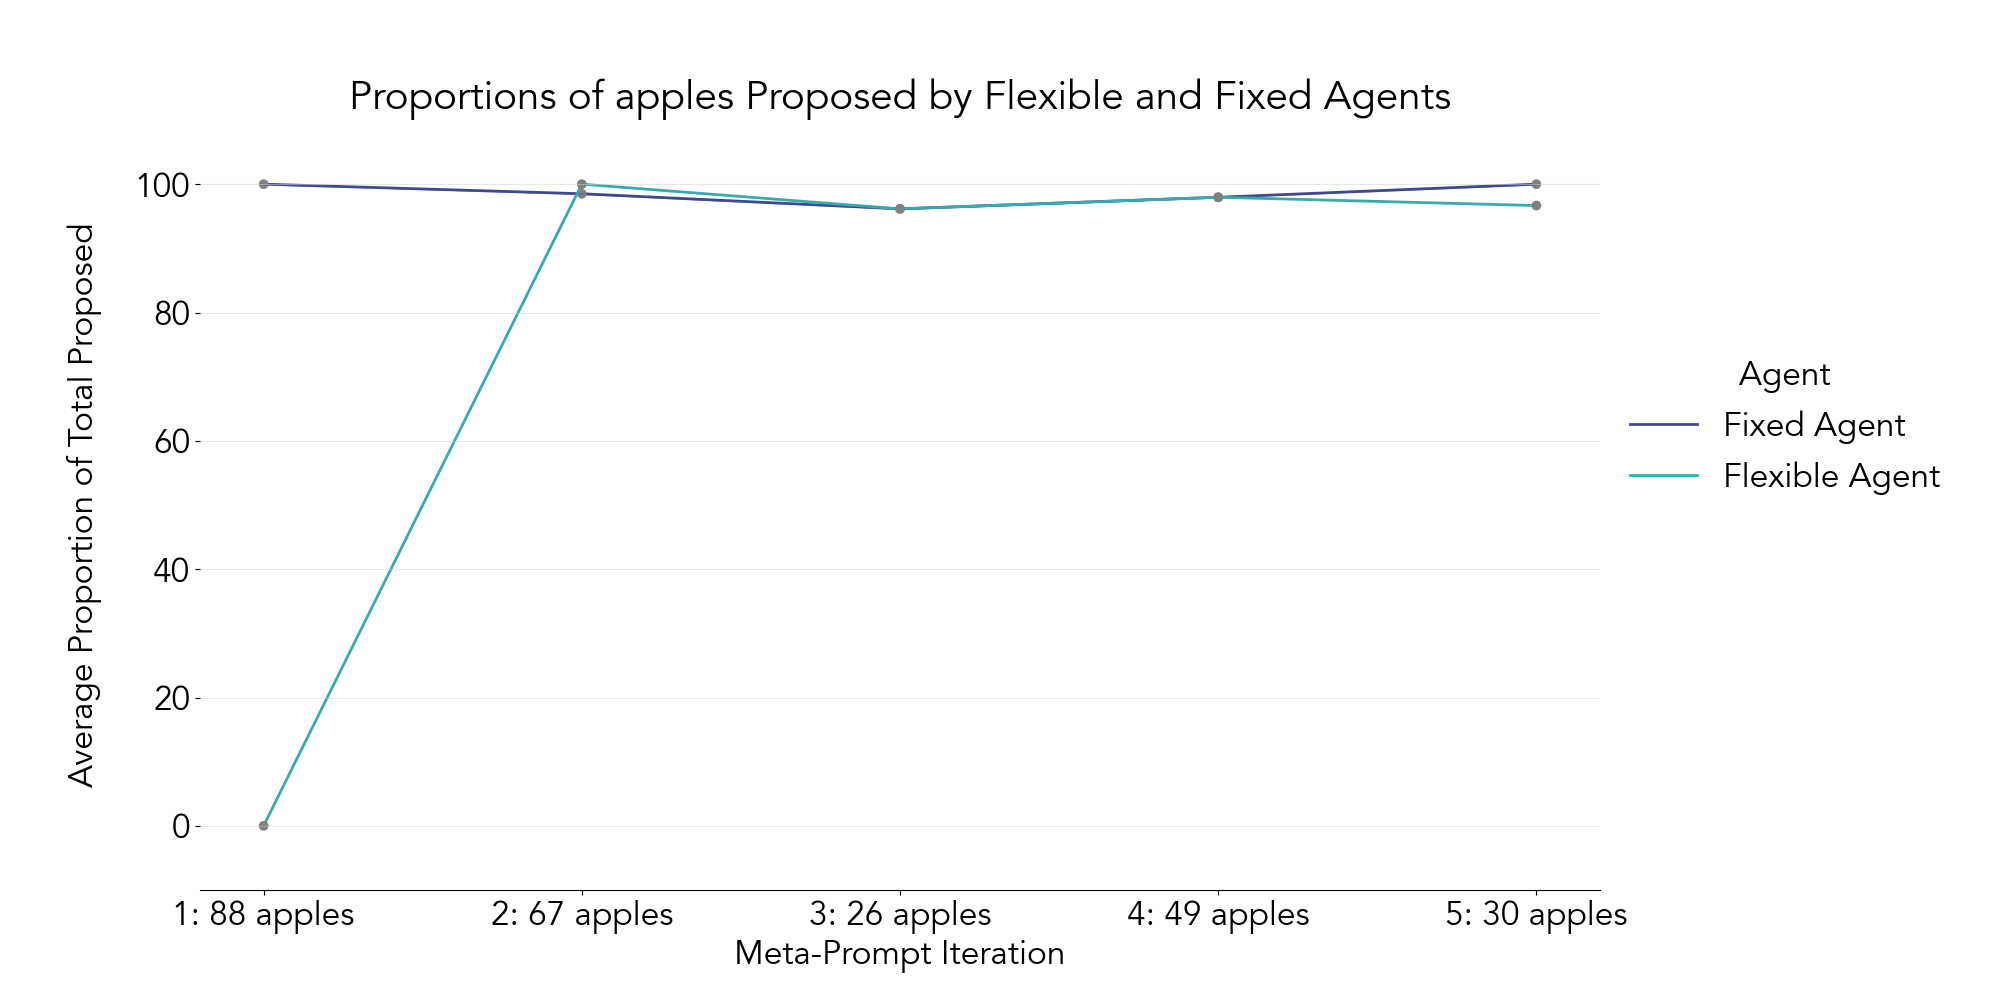 Proportions of apples Proposed by Flexible and Fixed Agents
Average Proportion of Total Proposed
100
80
60
40
20
0
1: 88 apples
2: 67 apples
3: 26 apples
4: 49 apples
5: 30 apples
Meta-Prompt Iteration
Agent
Fixed Agent
Flexible Agent